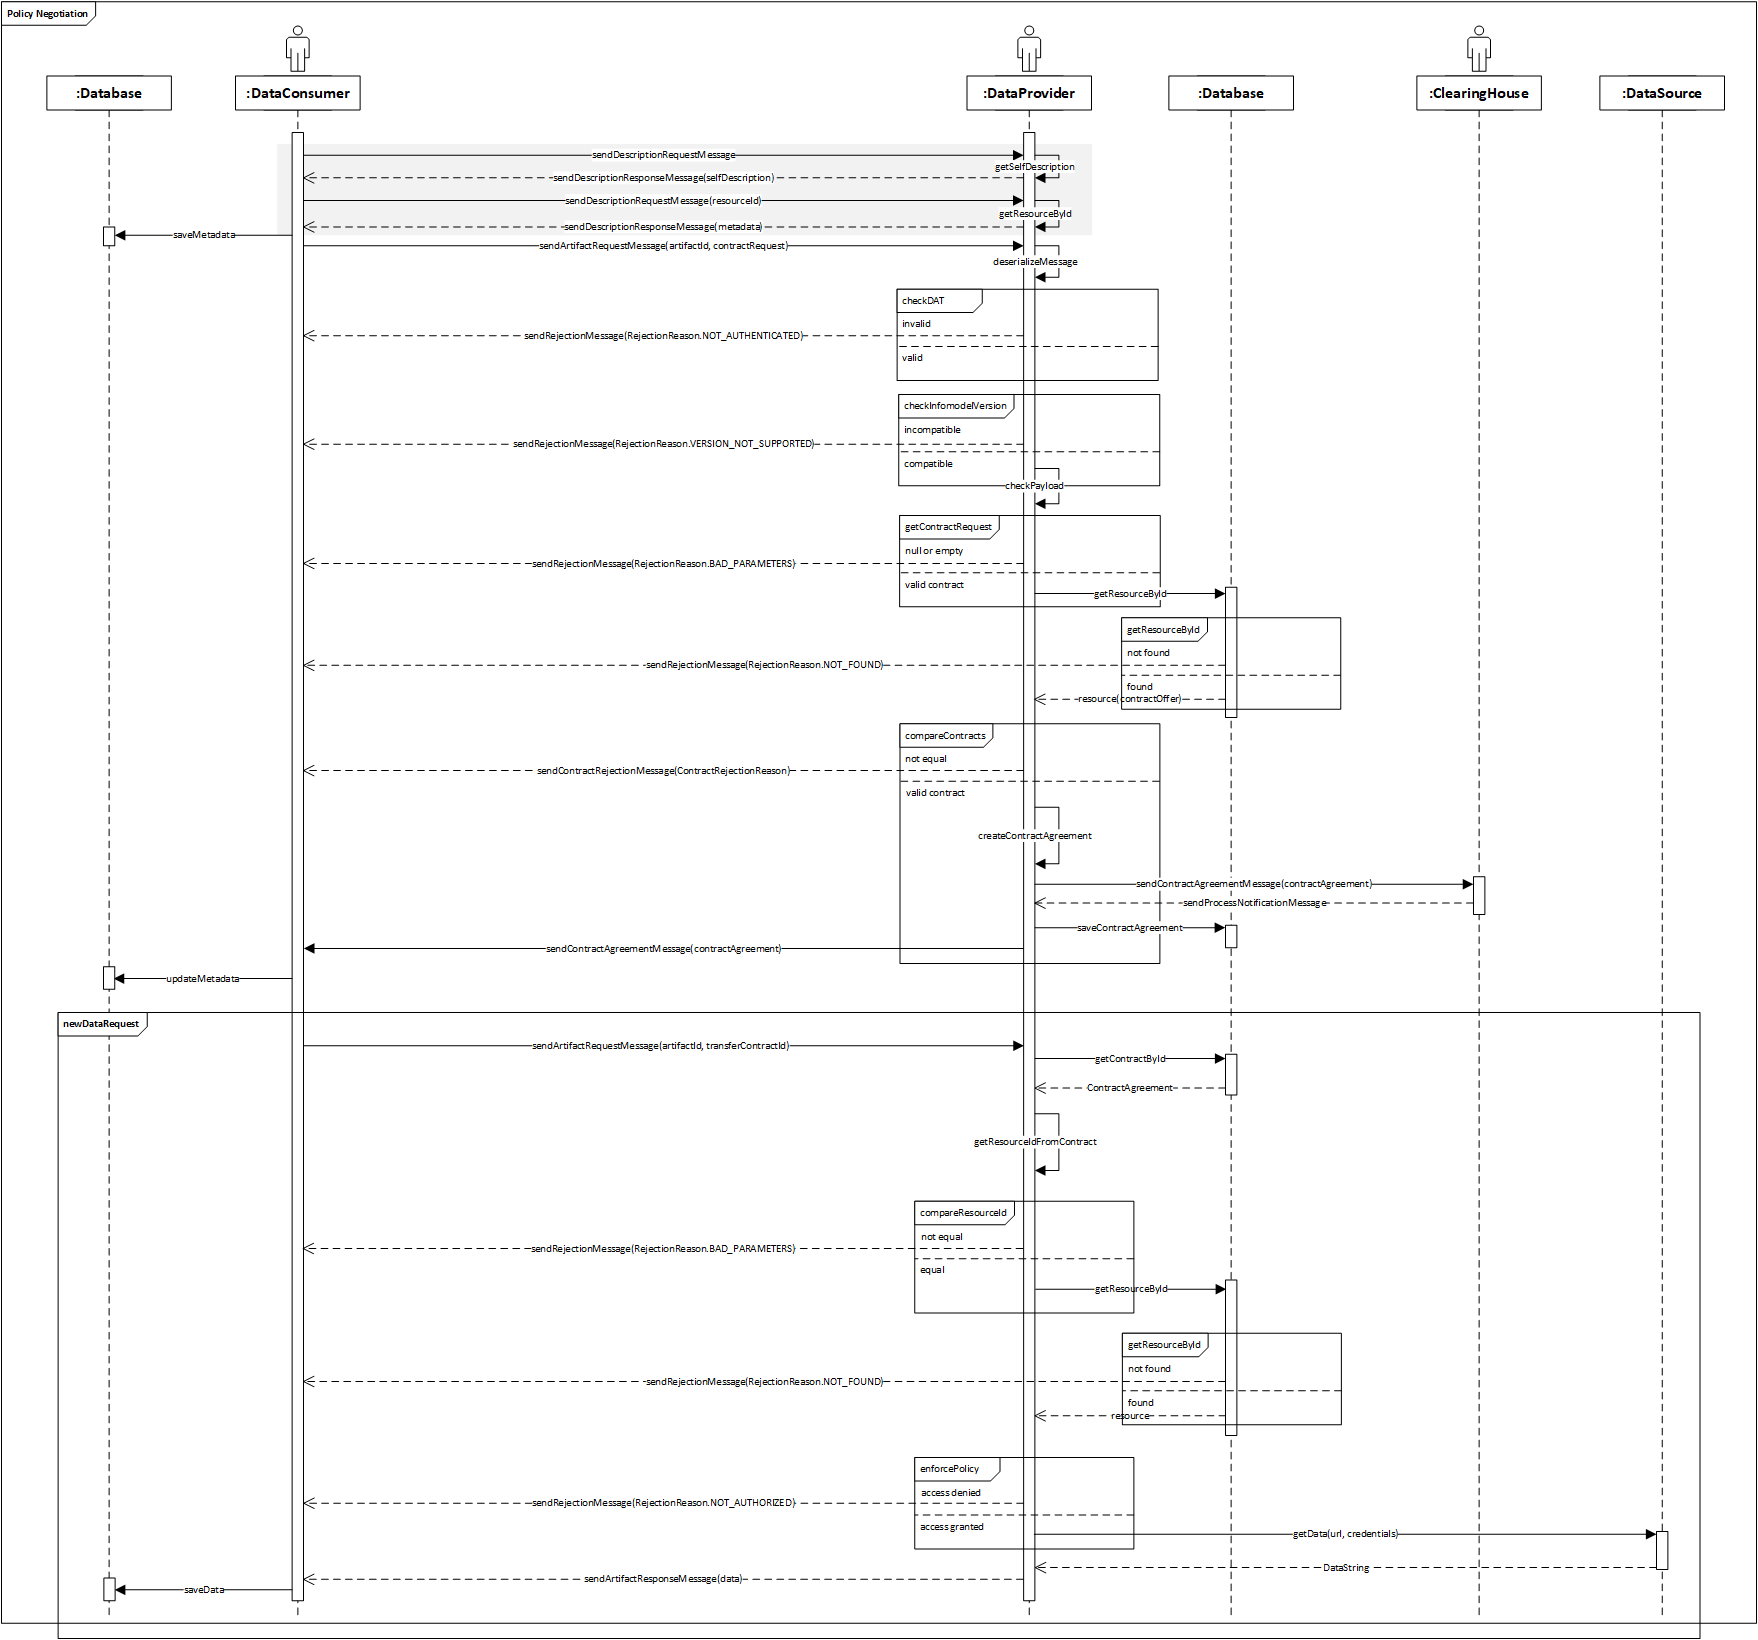 Policy Negotiation
:Database
:DataConsumer
:DataProvider
:Database
:ClearingHouse
:DataSource
sendDescriptionRequestMessage
getSelfDescription
sendDescriptionResponseMessage(selfDescription)
sendDescriptionRequestMessage(resourceId)
getResourceById
sendDescriptionResponseMessage(metadata)
saveMetadata
sendArtifactRequestMessage(artifactId, contractRequest)
deserializeMessage
checkDAT
invalid
sendRejectionMessage(RejectionReason.NOT_AUTHENTICATED)
valid
checkInfomodelVersion
incompatible
sendRejectionMessage(RejectionReason.VERSION_NOT_SUPPORTED)
compatible
checkPayload
getContractRequest
null or empty
sendRejectionMessage(RejectionReason.BAD_PARAMETERS)
valid contract
getResourceById
getResourceById
not found
sendRejectionMessage(RejectionReason.NOT_FOUND)
found
resource(contractOffer)
compareContracts
not equal
sendContractRejectionMessage(ContractRejectionReason)
valid contract
createContractAgreement
sendContractAgreementMessage(contractAgreement)
sendProcessNotificationMessage
saveContractAgreement
sendContractAgreementMessage(contractAgreement)
updateMetadata
newDataRequest
sendArtifactRequestMessage(artifactId, transferContractId)
getContractById
ContractAgreement
getResourceIdFromContract
compareResourceId
not equal
sendRejectionMessage(RejectionReason.BAD_PARAMETERS)
equal
getResourceById
getResourceById
not found
sendRejectionMessage(RejectionReason.NOT_FOUND)
found
resource
enforcePolicy
access denied
sendRejectionMessage(RejectionReason.NOT_AUTHORIZED)
access granted
getData(url, credentials)
DataString
sendArtifactResponseMessage(data)
saveData